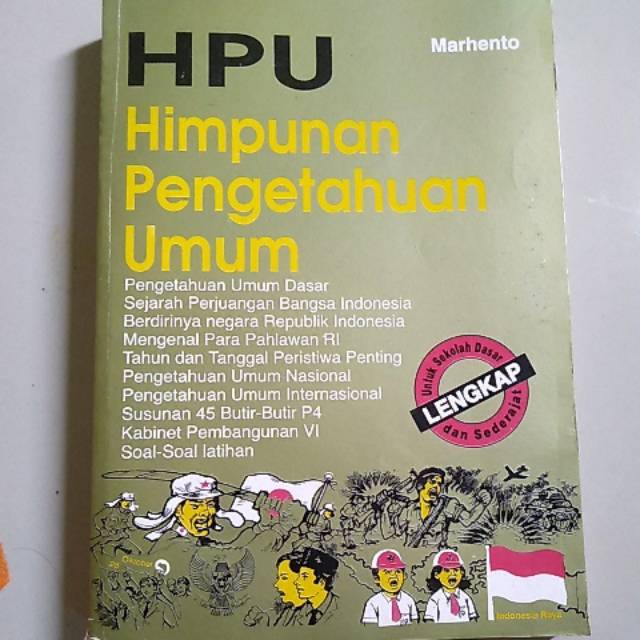 HPU
Marhento
Himpunan
Pengetahuan
Umum
Pengetahuan Umum Dasar
Sejarah Perjuangan Bangsa Indonesia
Berdirinya negara Republik Indonesia
Mengenal Para Pahlawan RI
Tahun dan Tanggal Peristiwa Penting
Pengetahuan Umum Nasional
Pengetahuan Umum Internasional
Susunan 45 Butir-Butir P4
Kabinet Pembangunan VI
Soal-Soal latihan
Untuk Sekolah Dasar
LENGKAP
dan Sederajat
28 Oktober
Indonesia Raya